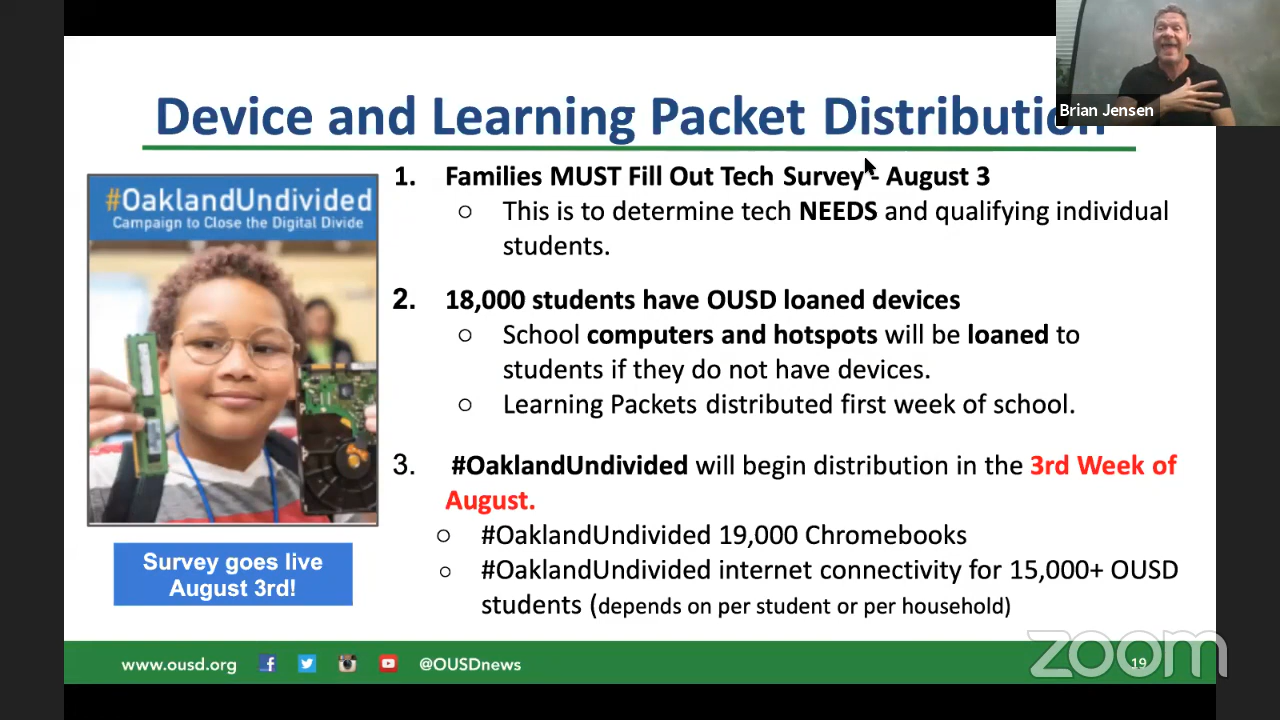 Device and Learning Packet Distribution
Brian Jensen
#OaklandUndivided
Campaign to Close the Digital Divide
Survey goes live
August 3rd!
1. Families MUST Fill Out Tech Survey - August 3
○ This is to determine tech NEEDS and qualifying individual
students.
2. 18,000 students have OUSD loaned devices
○ School computers and hotspots will be loaned to
students if they do not have devices.
○ Learning Packets distributed first week of school.
3. #OaklandUndivided will begin distribution in the 3rd Week of
August.
○ #OaklandUndivided 19,000 Chromebooks
○ #OaklandUndivided internet connectivity for 15,000+ OUSD
students (depends on per student or per household)
www.ousd.org @OUSDnews
zoom
19